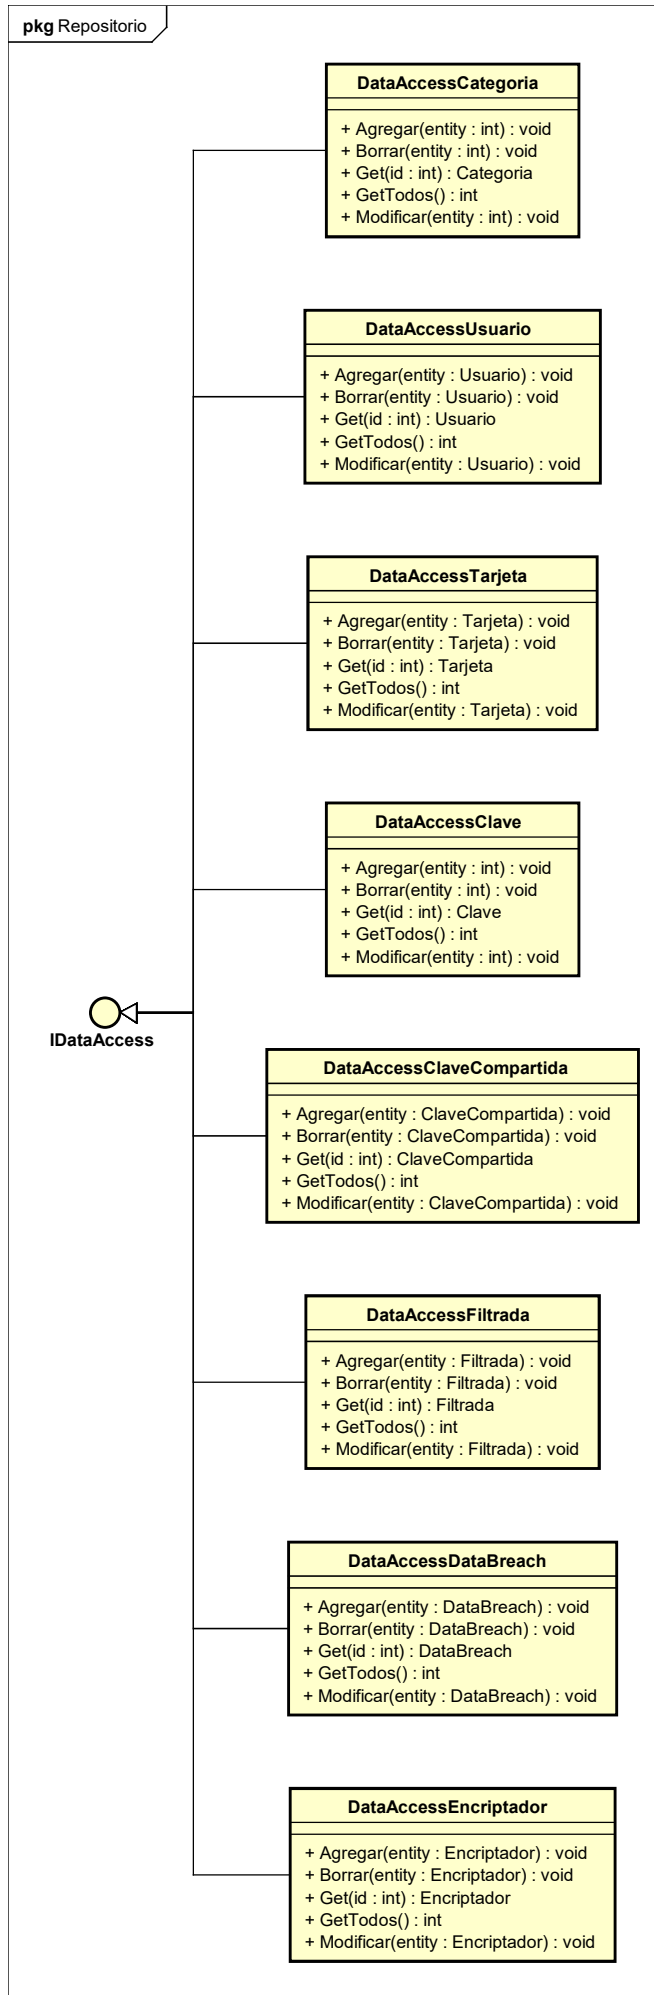 pkg Repositorio
DataAccessCategoria
+ Agregar(entity : int) : void
+ Borrar(entity : int) : void
+ Get(id : int) : Categoria
+ GetTodos() : int
+ Modificar(entity : int) : void
DataAccessUsuario
+ Agregar(entity : Usuario) : void
+ Borrar(entity : Usuario) : void
+ Get(id : int) : Usuario
+ GetTodos() : int
+ Modificar(entity : Usuario) : void
DataAccessTarjeta
+ Agregar(entity : Tarjeta) : void
+ Borrar(entity : Tarjeta) : void
+ Get(id : int) : Tarjeta
+ GetTodos() : int
+ Modificar(entity : Tarjeta) : void
DataAccessClave
+ Agregar(entity : int) : void
+ Borrar(entity : int) : void
+ Get(id : int) : Clave
+ GetTodos() : int
+ Modificar(entity : int) : void
IDataAccess
DataAccessClaveCompartida
+ Agregar(entity : ClaveCompartida) : void
+ Borrar(entity : ClaveCompartida) : void
+ Get(id : int) : ClaveCompartida
+ GetTodos() : int
+ Modificar(entity : ClaveCompartida) : void
DataAccessFiltrada
+ Agregar(entity : Filtrada) : void
+ Borrar(entity : Filtrada) : void
+ Get(id : int) : Filtrada
+ GetTodos() : int
+ Modificar(entity : Filtrada) : void
DataAccessDataBreach
+ Agregar(entity : DataBreach) : void
+ Borrar(entity : DataBreach) : void
+ Get(id : int) : DataBreach
+ GetTodos() : int
+ Modificar(entity : DataBreach) : void
DataAccessEncriptador
+ Agregar(entity : Encriptador) : void
+ Borrar(entity : Encriptador) : void
+ Get(id : int) : Encriptador
+ GetTodos() : int
+ Modificar(entity : Encriptador) : void